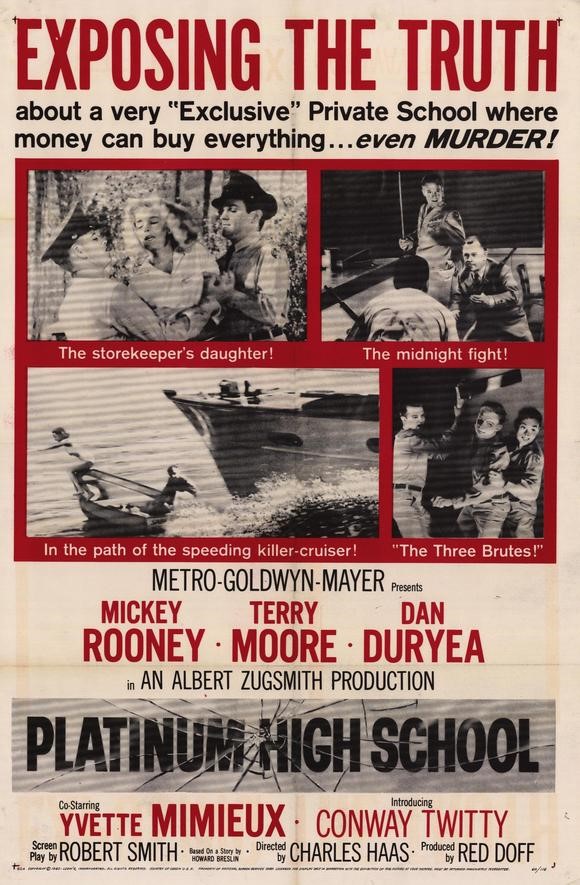 EXPOSING THE TRUTH
about a very "Exclusive" Private School where
money can buy everything...even MURDER!
The storekeeper's daughter!
The midnight fight!
In the path of the speeding killer-cruiser!
"The Three Brutes!"
METRO-GOLDWYN-MAYER Presents
MICKEY ROONEY · TERRY MOORE · DAN DURYEA
in AN ALBERT ZUGSMITH PRODUCTION
PLATINUM HIGH SCHOOL
Co-Starring YVETTE MIMIEUX · Introducing CONWAY TWITTY
Screen Play by ROBERT SMITH · Based On a Story by HOWARD BRESLIN · Directed by CHARLES HAAS · Produced by RED DOFF